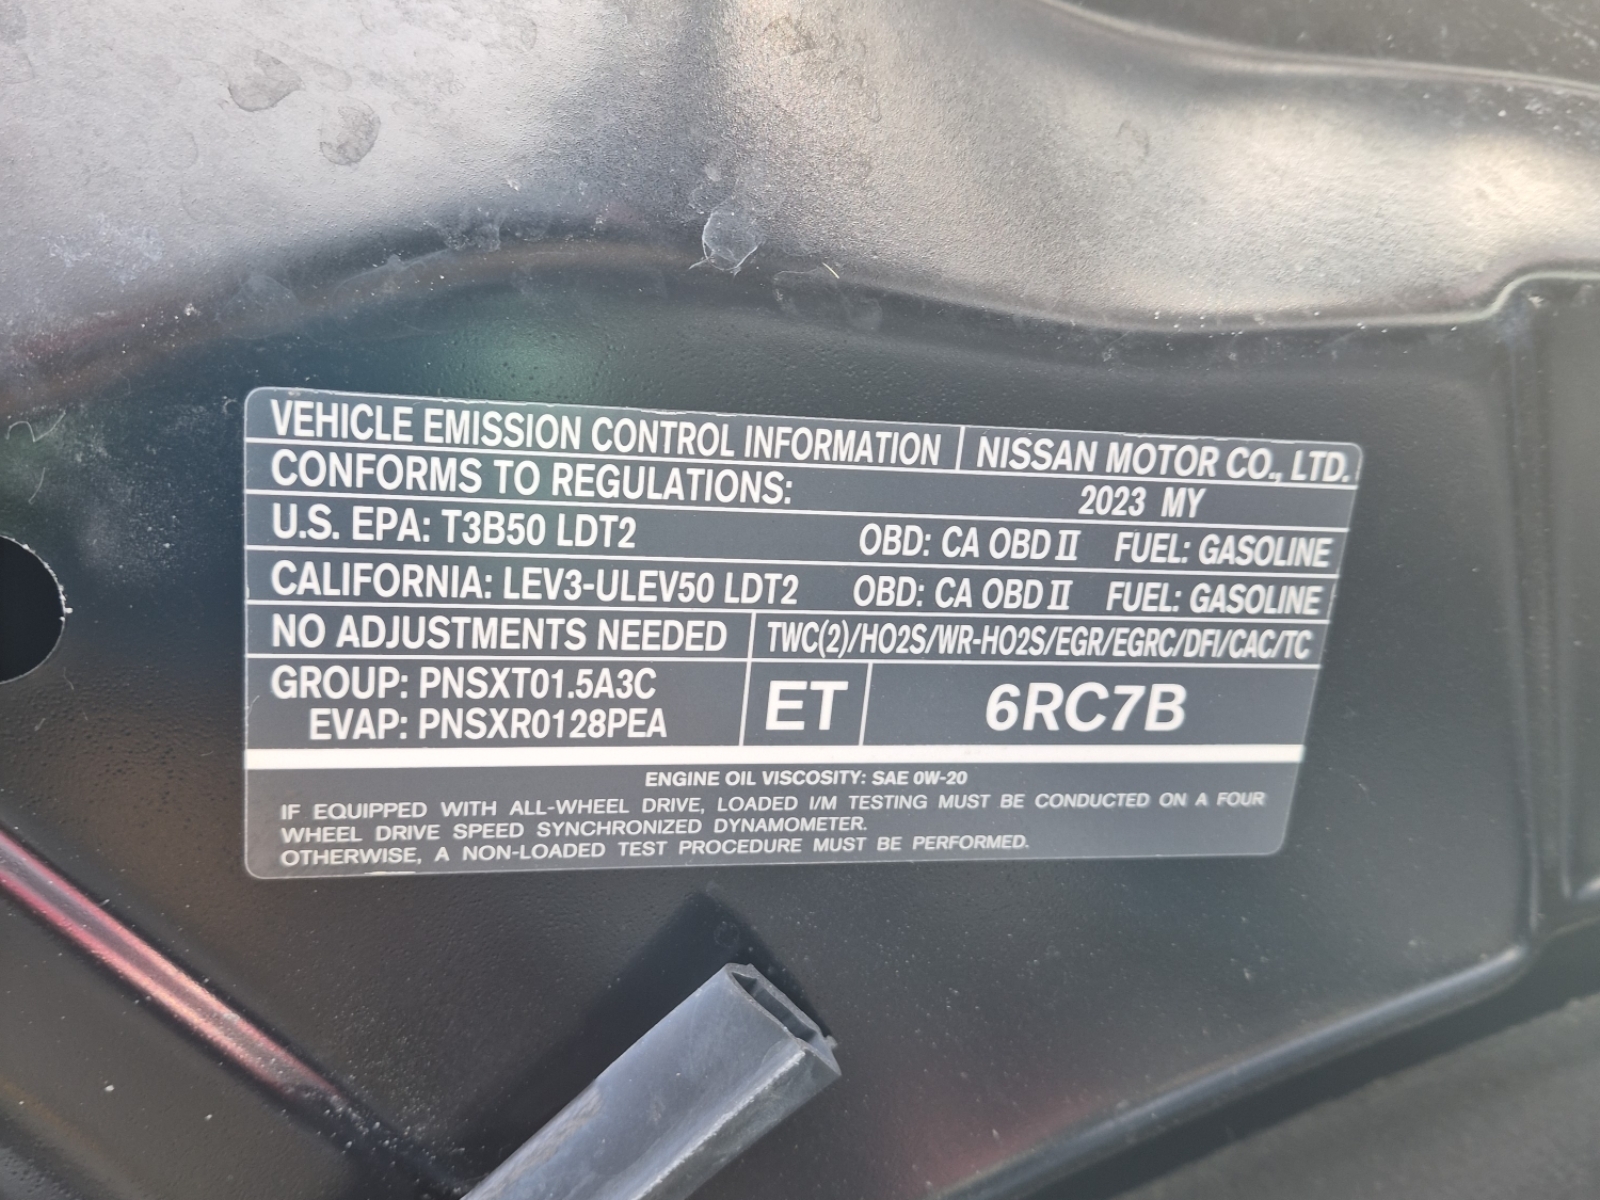 VEHICLE EMISSION CONTROL INFORMATION NISSAN MOTOR CO., LTD.
CONFORMS TO REGULATIONS: 2023 MY
U.S. EPA: T3B50 LDT2 OBD: CA OBD II FUEL: GASOLINE
CALIFORNIA: LEV3-ULEV50 LDT2 OBD: CA OBD II FUEL: GASOLINE
NO ADJUSTMENTS NEEDED TWC(2)/HO2S/WR-HO2S/EGR/EGRC/DFI/CAC/TC
GROUP: PNSXT01.5A3C
EVAP: PNSXR0128PEA
ET
6RC7B
ENGINE OIL VISCOSITY: SAE 0W-20
IF EQUIPPED WITH ALL-WHEEL DRIVE, LOADED I/M TESTING MUST BE CONDUCTED ON A FOUR
WHEEL DRIVE SPEED SYNCHRONIZED DYNAMOMETER.
OTHERWISE, A NON-LOADED TEST PROCEDURE MUST BE PERFORMED.